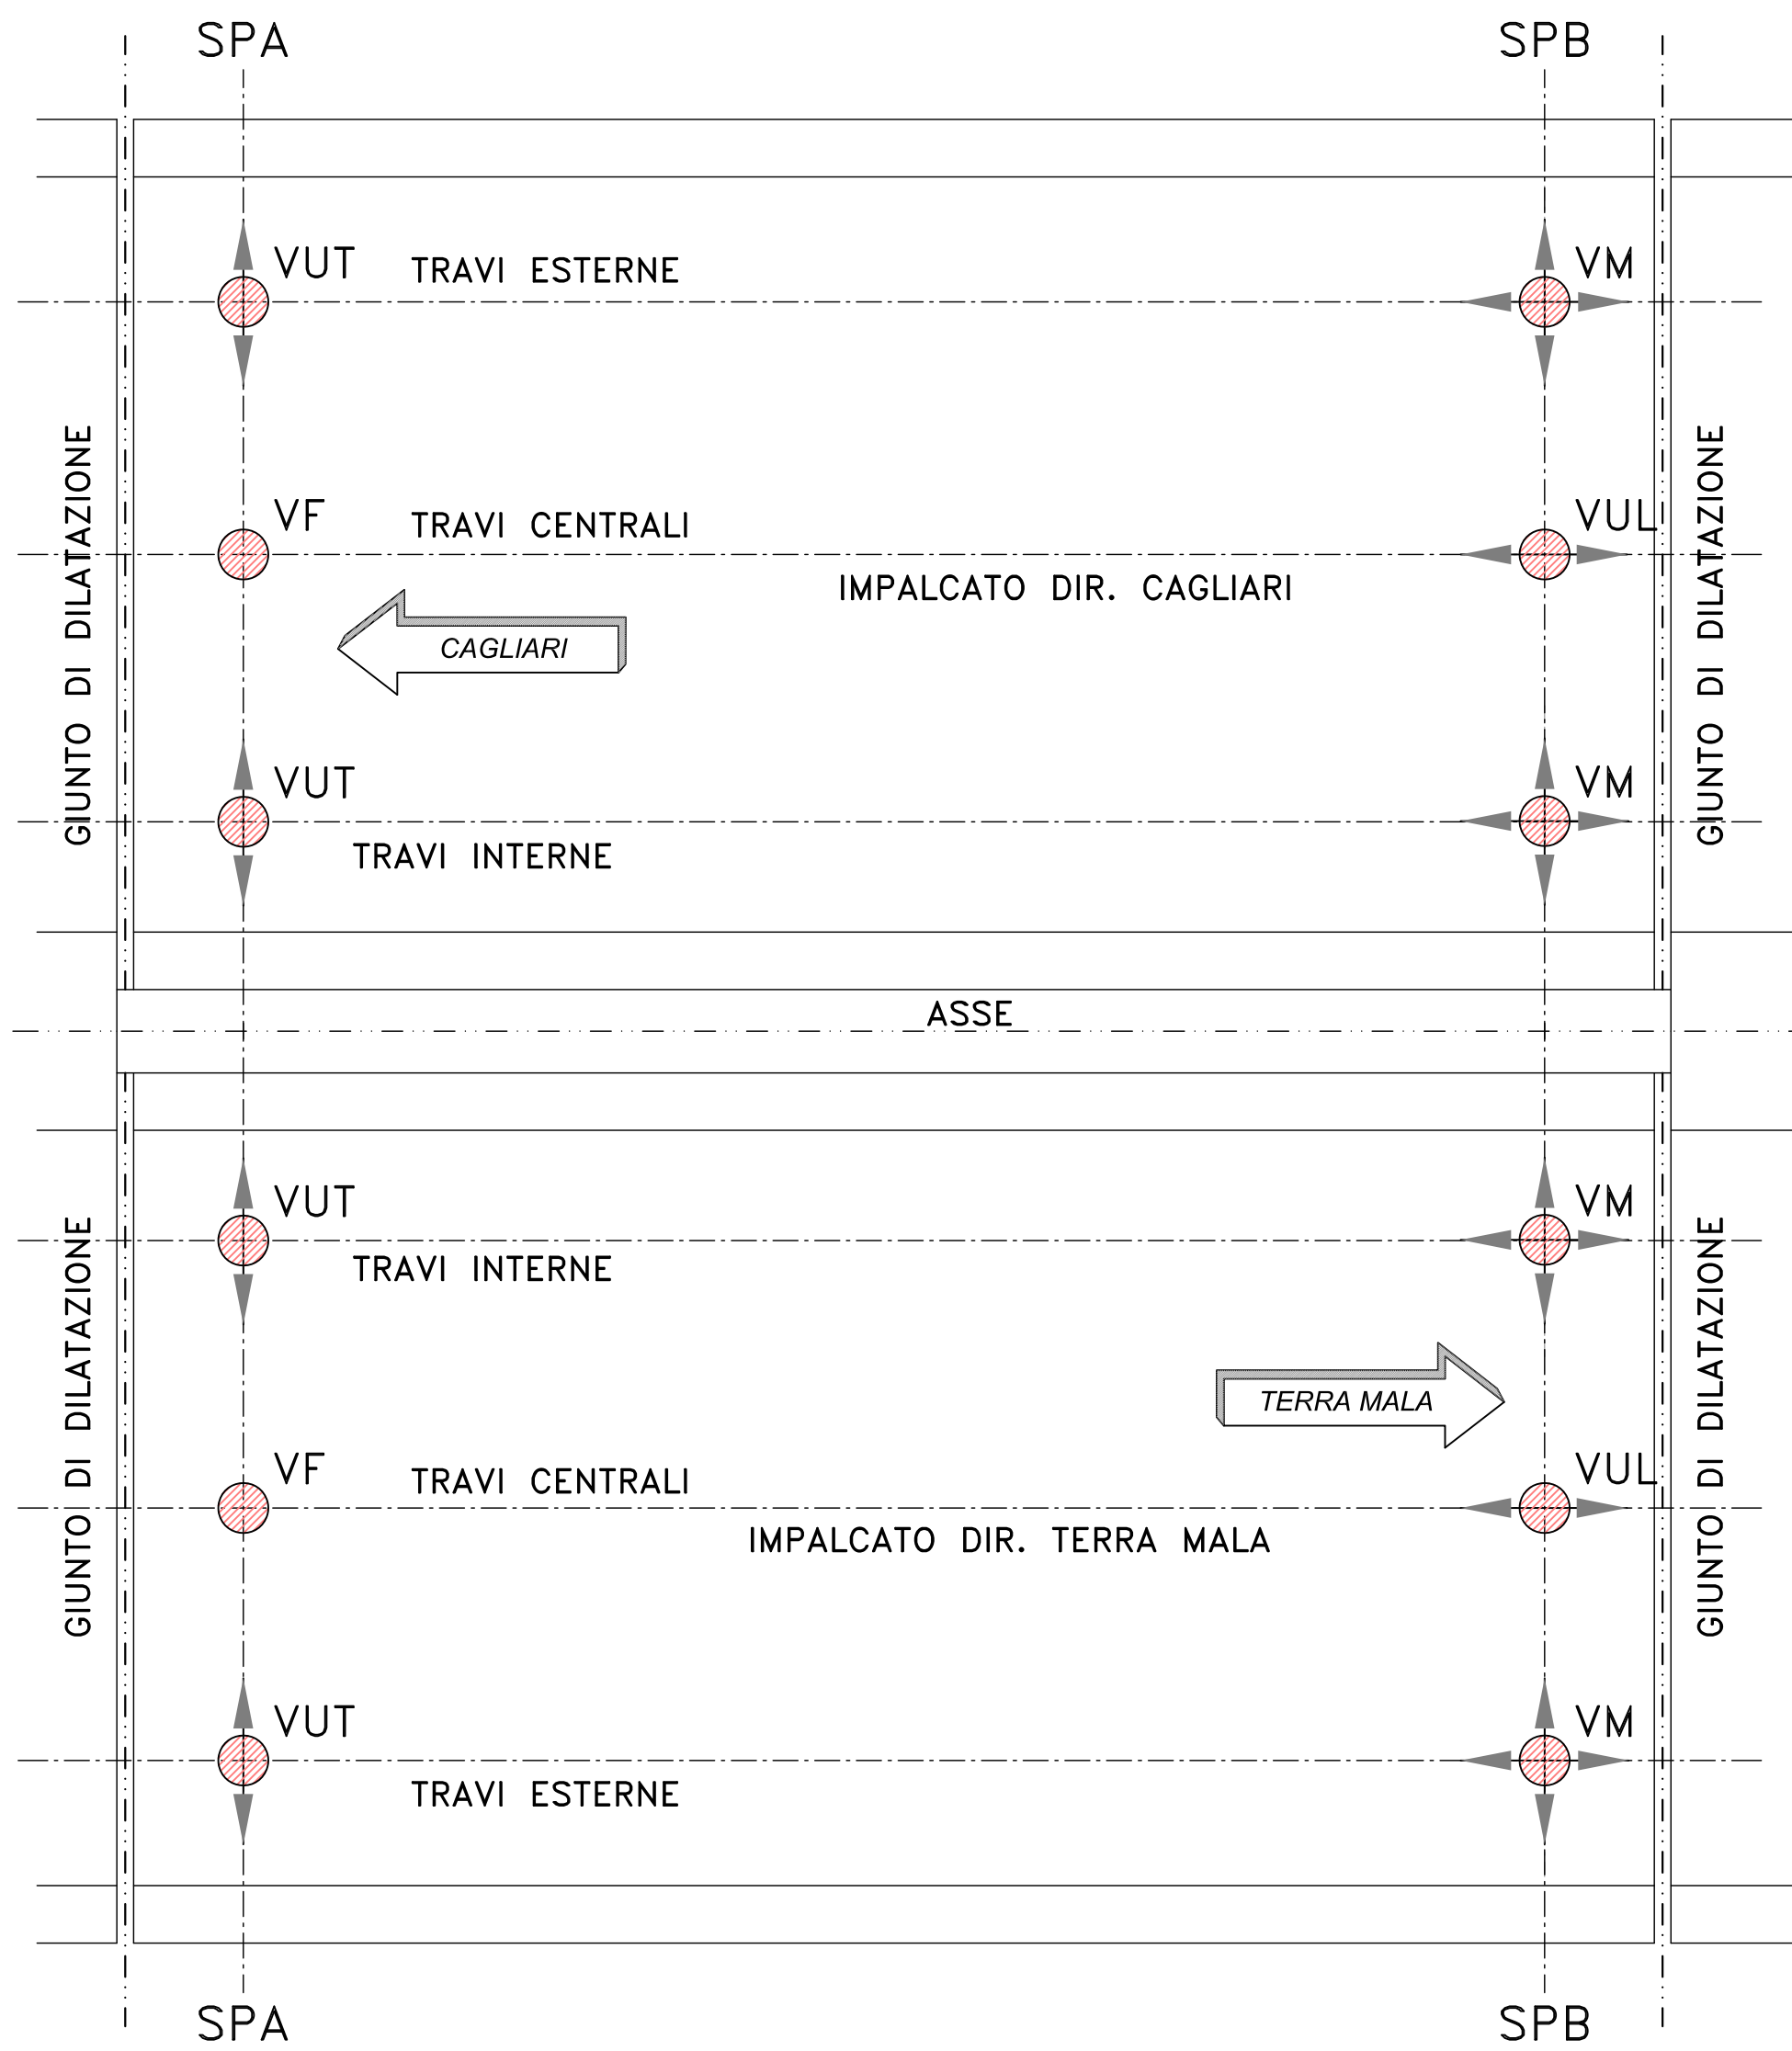 SPA
SPB
VUT
TRAVI ESTERNE
VM
VF
TRAVI CENTRALI
VUL
IMPALCATO DIR. CAGLIARI
CAGLIARI
GIUNTO DI DILATAZIONE
GIUNTO DI DILATAZIONE
VUT
TRAVI INTERNE
VM
ASSE
VUT
TRAVI INTERNE
VM
TERRA MALA
GIUNTO DI DILATAZIONE
GIUNTO DI DILATAZIONE
VF
TRAVI CENTRALI
VUL
IMPALCATO DIR. TERRA MALA
VUT
TRAVI ESTERNE
VM
SPA
SPB